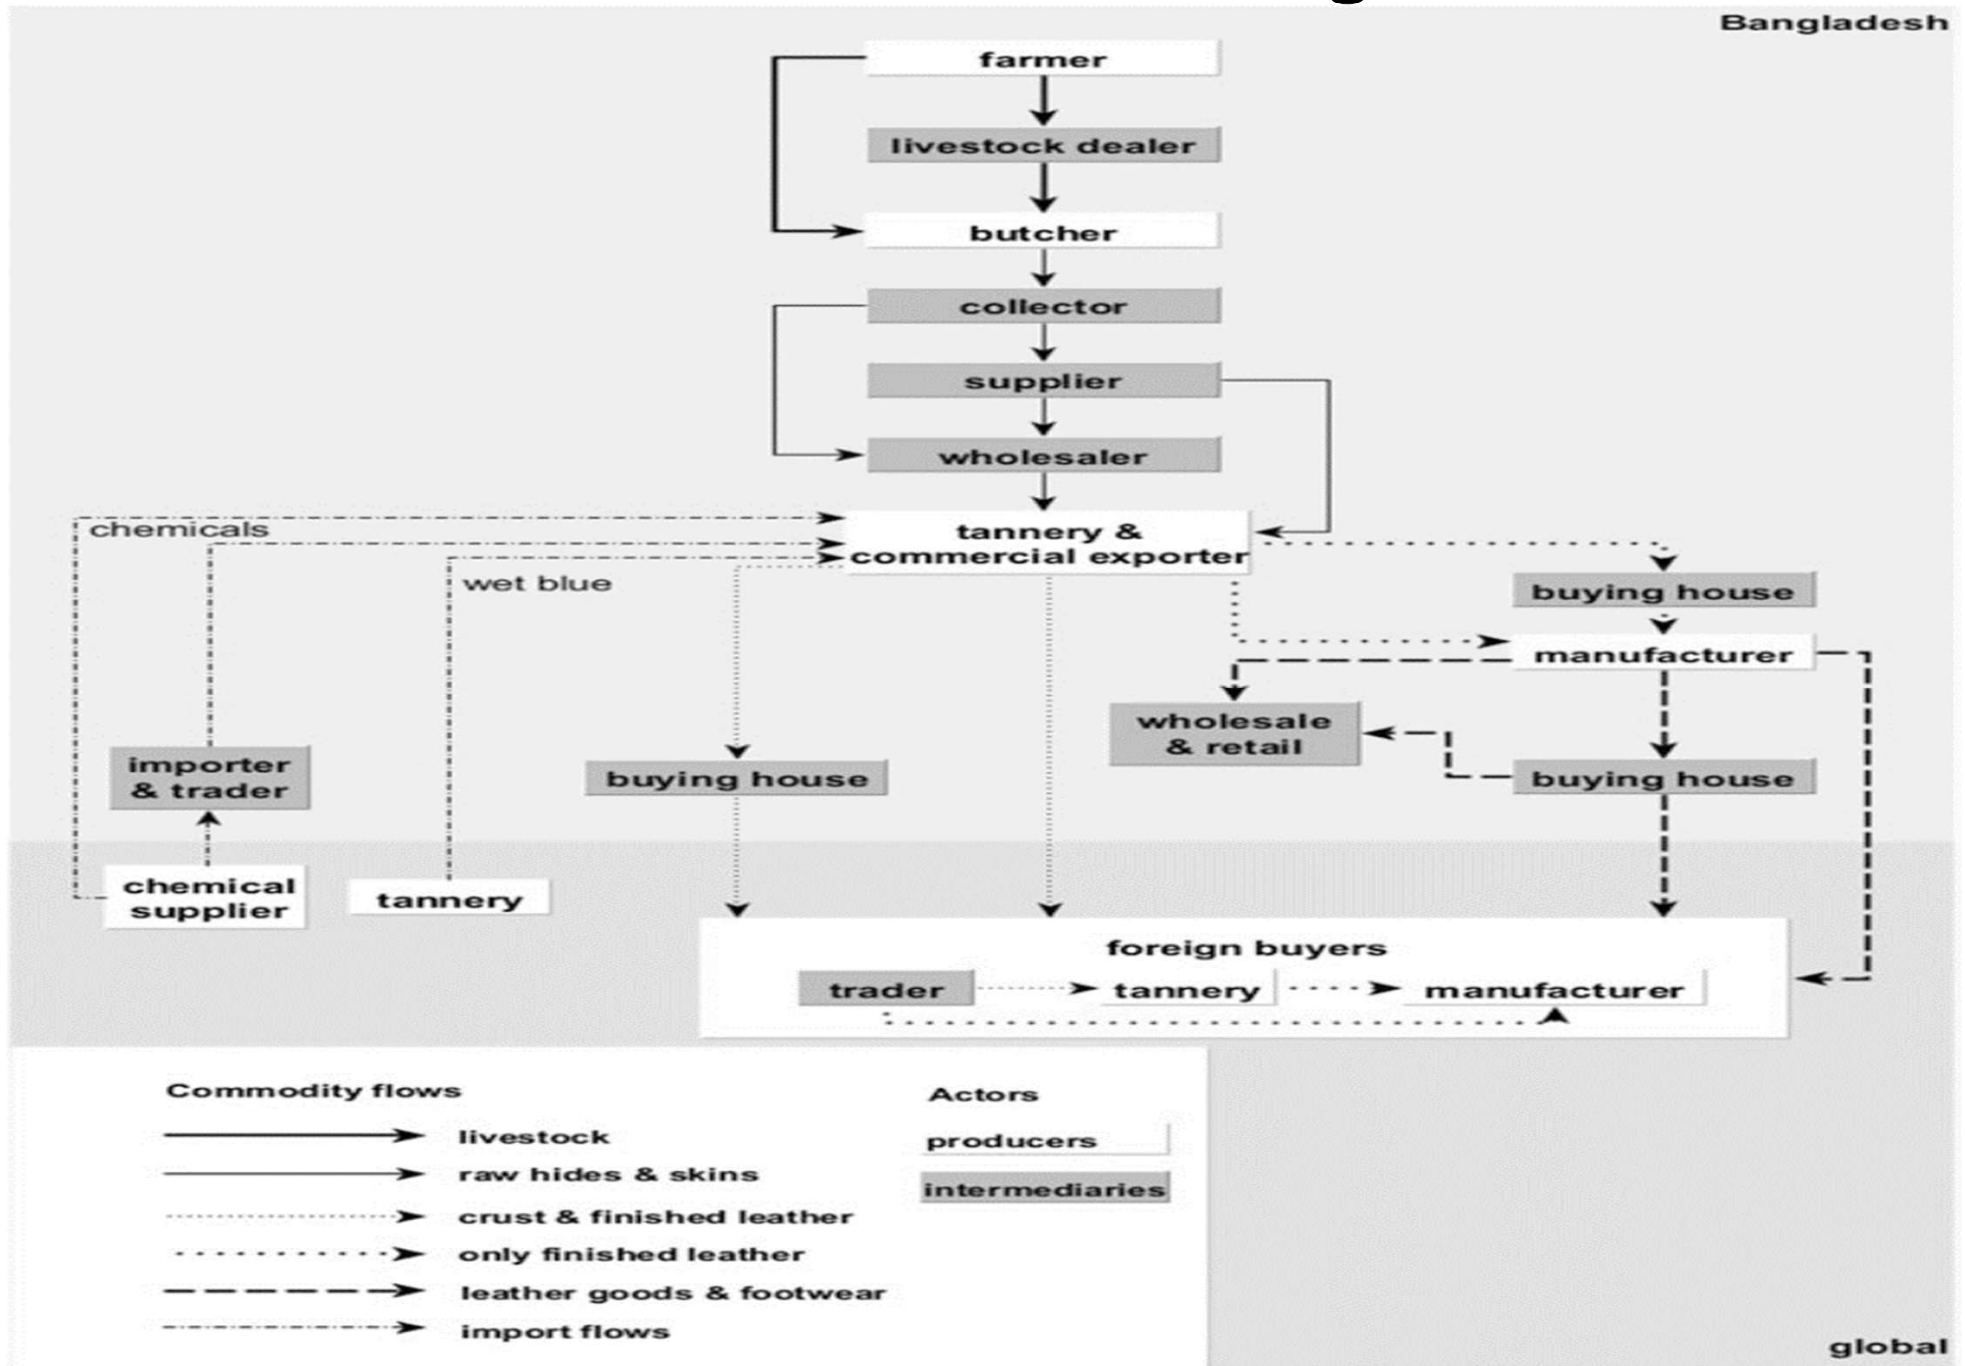 Bangladesh
farmer
livestock dealer
butcher
collector
supplier
wholesaler
chemicals
tannery &
commercial exporter
wet blue
buying house
manufacturer
wholesale
& retail
importer
& trader
buying house
buying house
chemical
supplier
tannery
foreign buyers
trader
tannery
manufacturer
Commodity flows
Actors
livestock
producers
raw hides & skins
intermediaries
crust & finished leather
only finished leather
leather goods & footwear
import flows
global